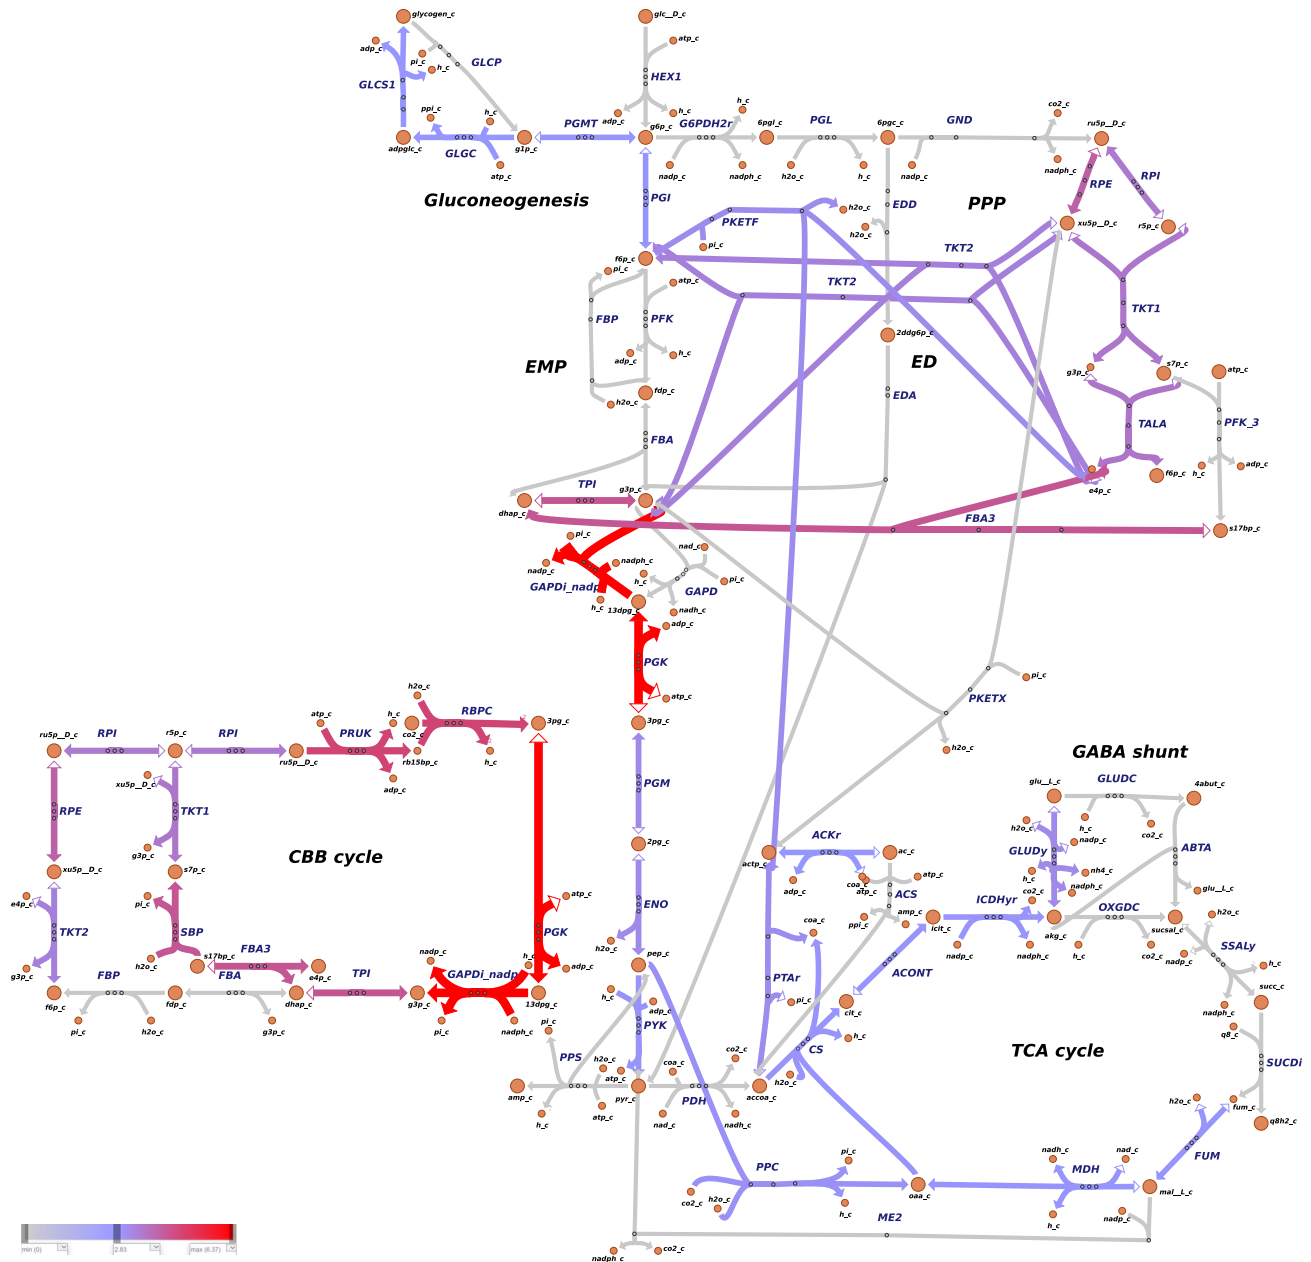 glycogen_c
glc__D_c
adp_c
pi_c
h_c
GLCP
atp_c
GLCS1
HEX1
ppi_c
h_c
adp_c
h_c
h_c
co2_c
PGMT
g6p_c
G6PDH2r
6pgl_c
PGL
6pgc_c
GND
ru5p__D_c
adpglc_c
GLGC
g1p_c
atp_c
nadp_c
nadph_c
h2o_c
h_c
nadp_c
nadph_c
RPE
RPI
Gluconeogenesis
PGI
PKETF
h2o_c
EDD
PPP
h2o_c
xu5p__D_c
r5p_c
pi_c
TKT2
f6p_c
pi_c
atp_c
TKT2
TKT1
FBP
PFK
adp_c
h_c
2ddg6p_c
EMP
ED
g3p_c
s7p_c
atp_c
fdp_c
h2o_c
EDA
TALA
PFK_3
FBA
h_c
adp_c
TPI
g3p_c
e4p_c
f6p_c
dhap_c
FBA3
s17bp_c
pi_c
nad_c
nadp_c
nadph_c
h_c
pi_c
GAPDi_nadp
GAPD
h_c
13dpg_c
nadh_c
adp_c
PGK
pi_c
atp_c
PKETX
h2o_c
atp_c
h_c
RBPC
3pg_c
3pg_c
ru5p__D_c
RPI
r5p_c
RPI
PRUK
co2_c
h2o_c
GABA shunt
ru5p__D_c
rb15bp_c
h_c
adp_c
xu5p__D_c
PGM
glu__L_c
GLUDC
4abut_c
RPE
TKT1
h2o_c
h_c
nadp_c
co2_c
ACKr
g3p_c
CBB cycle
2pg_c
actp_c
ac_c
GLUDy
ABTA
xu5p__D_c
s7p_c
adp_c
coa_c
atp_c
atp_c
h_c
nh4_c
nadph_c
glu__L_c
ACS
co2_c
e4p_c
pi_c
atp_c
ENO
ICDHyr
OXGDC
h2o_c
ppi_c
amp_c
icit_c
akg_c
sucsal_c
TKT2
SBP
PGK
h2o_c
coa_c
nadp_c
nadph_c
h_c
co2_c
SSALy
nadp_c
h_c
g3p_c
h2o_c
s17bp_c
FBA3
e4p_c
nadp_c
GAPDi_nadp
h_c
adp_c
pep_c
ACONT
FBP
FBA
TPI
PTAr
succ_c
f6p_c
fdp_c
dhap_c
g3p_c
13dpg_c
h_c
adp_c
pi_c
cit_c
nadph_c
pi_c
h2o_c
g3p_c
pi_c
nadph_c
pi_c
PYK
CS
h_c
q8_c
TCA cycle
PPS
h2o_c
coa_c
co2_c
SUCDi
atp_c
h2o_c
amp_c
pyr_c
PDH
accoa_c
h_c
atp_c
nad_c
nadh_c
h2o_c
fum_c
q8h2_c
FUM
PPC
pi_c
nadh_c
nad_c
MDH
co2_c
h2o_c
oaa_c
mal__L_c
h_c
ME2
h_c
nadp_c
nadph_c
co2_c
min (0)
2.83
max (6.37)